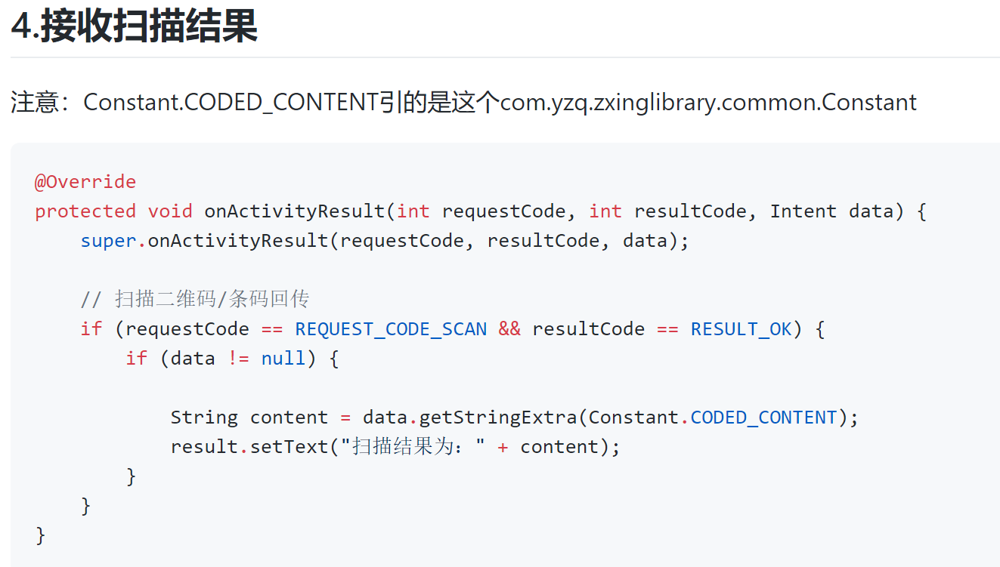 4.接收扫描结果
注意：Constant.CODED_CONTENT引的是这个com.yzq.zxinglibrary.common.Constant
@Override
protected void onActivityResult(int requestCode, int resultCode, Intent data) {
super.onActivityResult(requestCode, resultCode, data);
// 扫描二维码/条码回传
if (requestCode == REQUEST_CODE_SCAN && resultCode == RESULT_OK) {
if (data != null) {
String content = data.getStringExtra(Constant.CODED_CONTENT);
result.setText("扫描结果为：" + content);
}
}
}